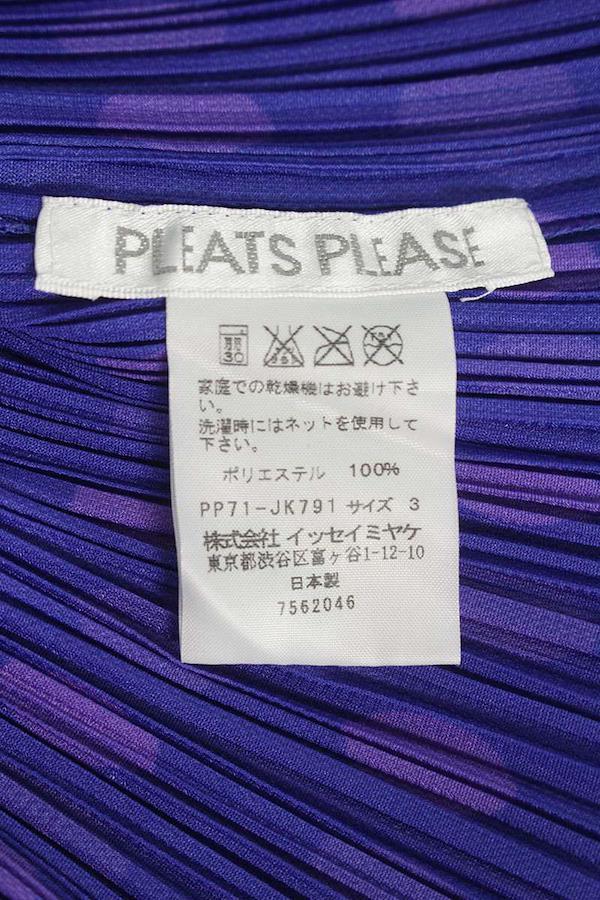 PLEATS PLEASE
30
家庭での乾燥機はお避け下さ
い。
洗濯時にはネットを使用して
下さい。
ポリエステル 100%
PP71-JK791 サイズ 3
株式会社 イッセイミヤケ
東京都渋谷区富ヶ谷1-12-10
日本製
7562046